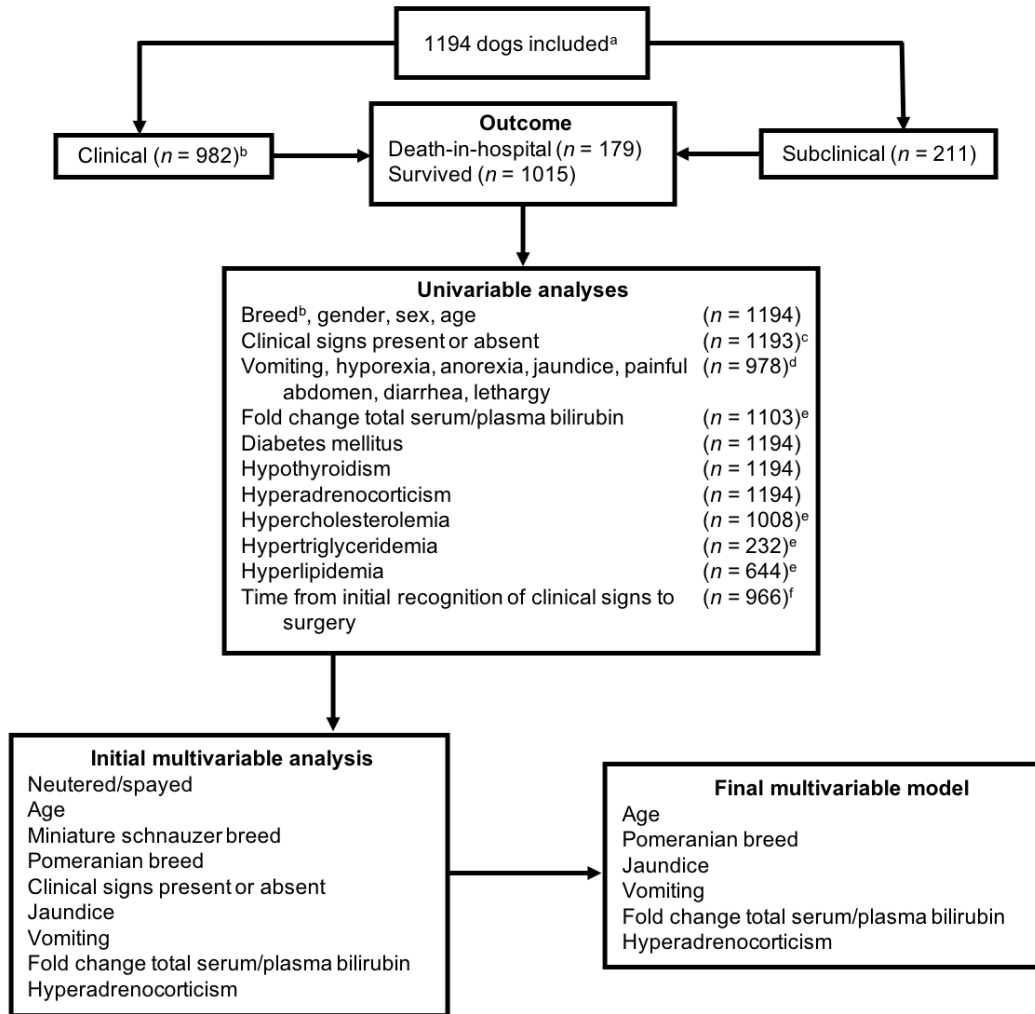 1194 dogs includedᵃ
Clinical (n = 982)ᵇ
Outcome
Death-in-hospital (n = 179)
Survived (n = 1015)
Subclinical (n = 211)
Univariable analyses
Breedᵇ, gender, sex, age (n = 1194)
Clinical signs present or absent (n = 1193)ᶜ
Vomiting, hyporexia, anorexia, jaundice, painful (n = 978)ᵈ
abdomen, diarrhea, lethargy
Fold change total serum/plasma bilirubin (n = 1103)ᵉ
Diabetes mellitus (n = 1194)
Hypothyroidism (n = 1194)
Hyperadrenocorticism (n = 1194)
Hypercholesterolemia (n = 1008)ᵉ
Hypertriglyceridemia (n = 232)ᵉ
Hyperlipidemia (n = 644)ᵉ
Time from initial recognition of clinical signs to (n = 966)ᶠ
surgery
Initial multivariable analysis
Neutered/spayed
Age
Miniature schnauzer breed
Pomeranian breed
Clinical signs present or absent
Jaundice
Vomiting
Fold change total serum/plasma bilirubin
Hyperadrenocorticism
Final multivariable model
Age
Pomeranian breed
Jaundice
Vomiting
Fold change total serum/plasma bilirubin
Hyperadrenocorticism